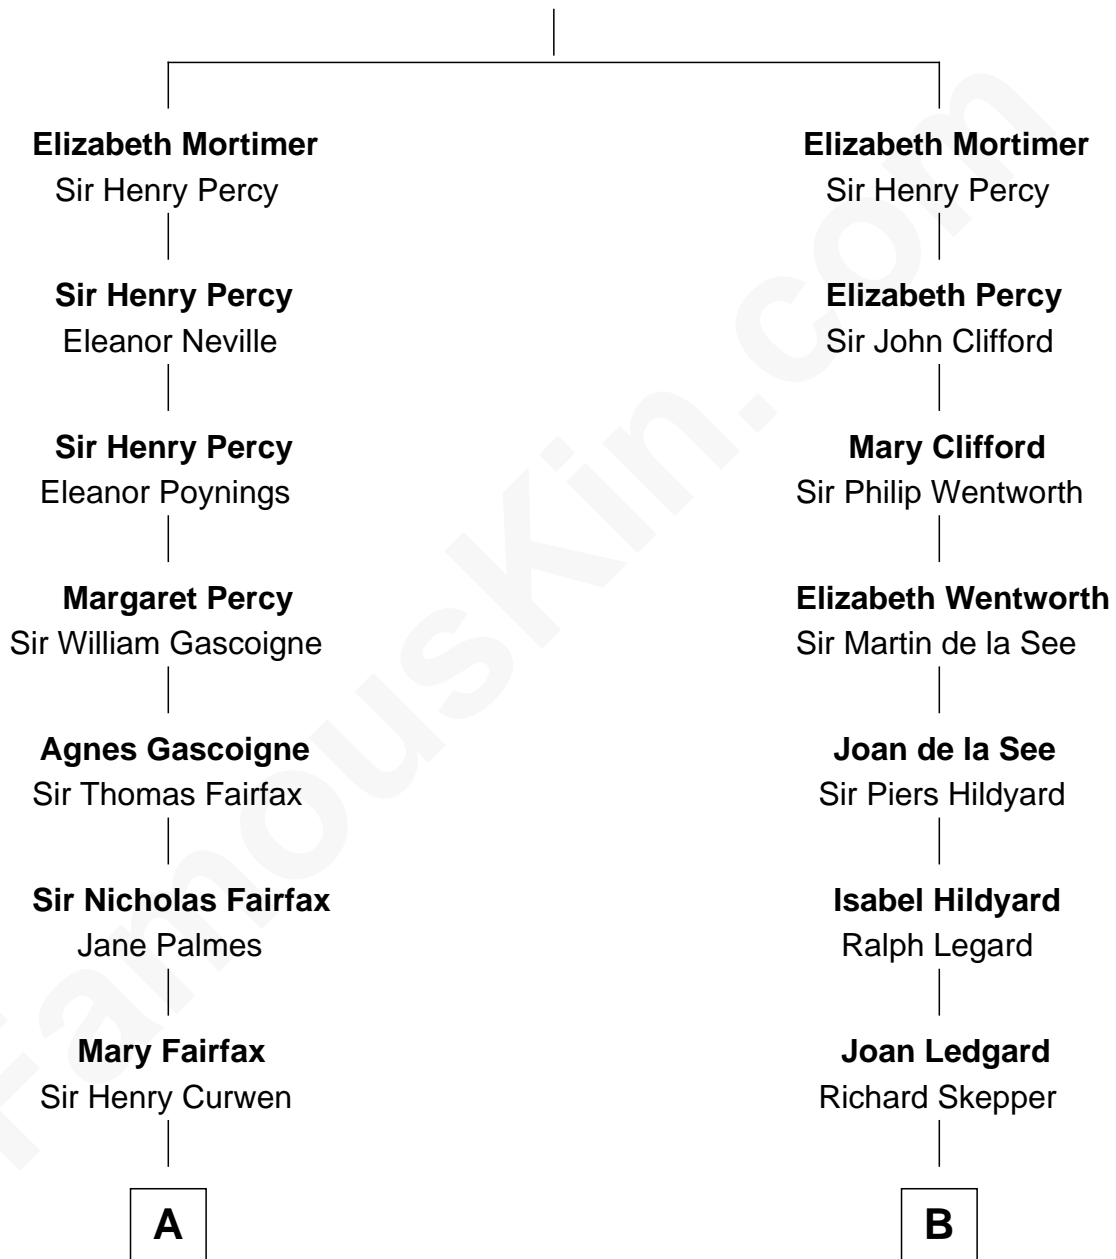 Elizabeth Mortimer
Sir Henry Percy
Sir Henry Percy
Eleanor Neville
Sir Henry Percy
Eleanor Poynings
Margaret Percy
Sir William Gascoigne
Agnes Gascoigne
Sir Thomas Fairfax
Sir Nicholas Fairfax
Jane Palmes
Mary Fairfax
Sir Henry Curwen
A
Elizabeth Mortimer
Sir Henry Percy
Elizabeth Percy
Sir John Clifford
Mary Clifford
Sir Philip Wentworth
Elizabeth Wentworth
Sir Martin de la See
Joan de la See
Sir Piers Hildyard
Isabel Hildyard
Ralph Legard
Joan Ledgard
Richard Skepper
B
FamousKin.com